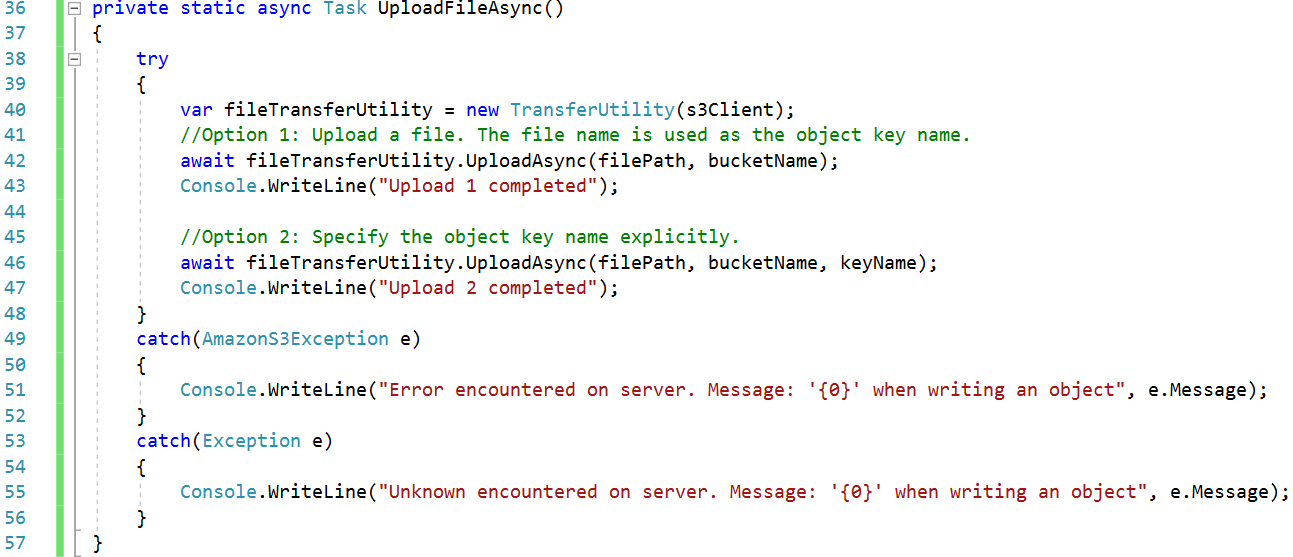 36 private static async Task UploadFileAsync()
37 {
38 try
39 {
40 var fileTransferUtility = new TransferUtility(s3Client);
41 //Option 1: Upload a file. The file name is used as the object key name.
42 await fileTransferUtility.UploadAsync(filePath, bucketName);
43 Console.WriteLine("Upload 1 completed");
44
45 //Option 2: Specify the object key name explicitly.
46 await fileTransferUtility.UploadAsync(filePath, bucketName, keyName);
47 Console.WriteLine("Upload 2 completed");
48 }
49 catch(AmazonS3Exception e)
50 {
51 Console.WriteLine("Error encountered on server. Message: '{0}' when writing an object", e.Message);
52 }
53 catch(Exception e)
54 {
55 Console.WriteLine("Unknown encountered on server. Message: '{0}' when writing an object", e.Message);
56 }
57 }